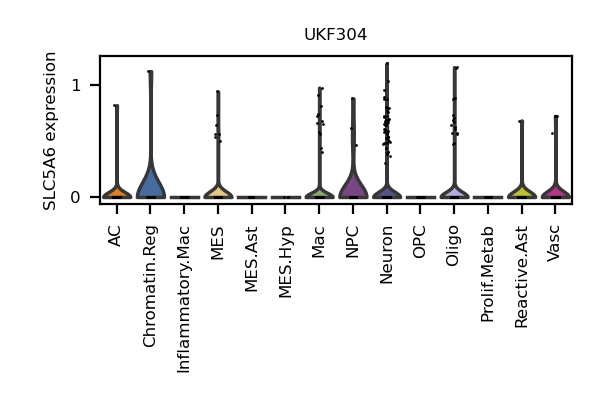 UKF304
SLC5A6 expression
1
0
AC
Chromatin.Reg
Inflammatory.Mac
MES
MES.Ast
MES.Hyp
Mac
NPC
Neuron
OPC
Oligo
Prolif.Metab
Reactive.Ast
Vasc